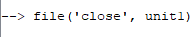 --> file('close', unit1)